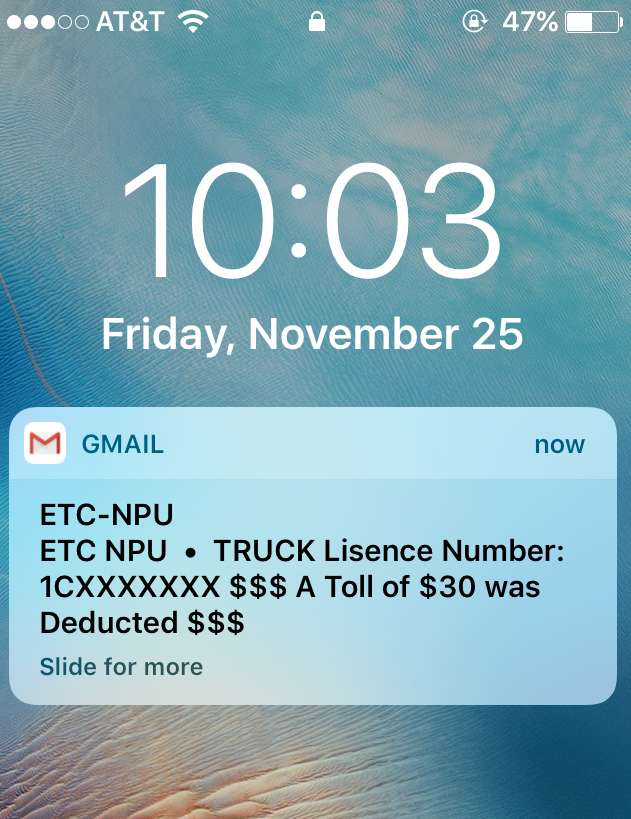 AT&T 47%
10:03
Friday, November 25
GMAIL now
ETC-NPU
ETC NPU • TRUCK Lisence Number:
1CXXXXXXX $$$ A Toll of $30 was
Deducted $$$
Slide for more